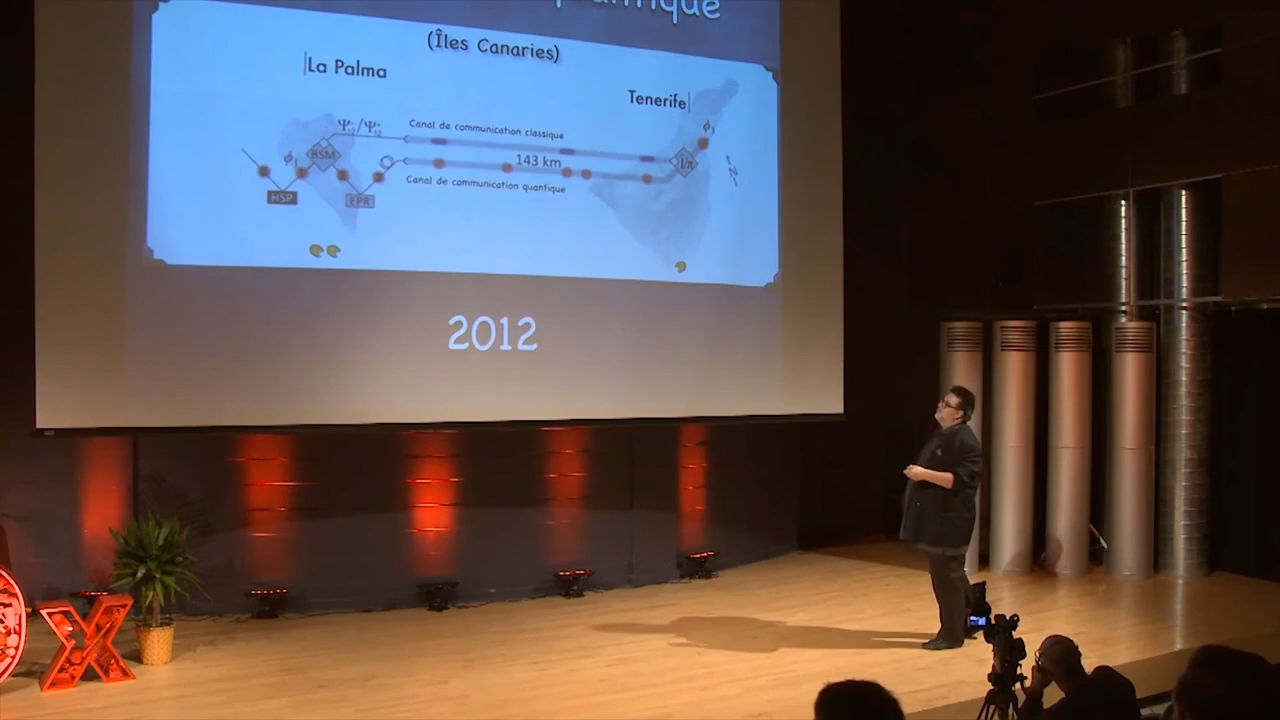 (Îles Canaries)
La Palma
Tenerife
Canal de communication classique
BSM
143 km
Canal de communication quantique
HSP
EPR
2012
X